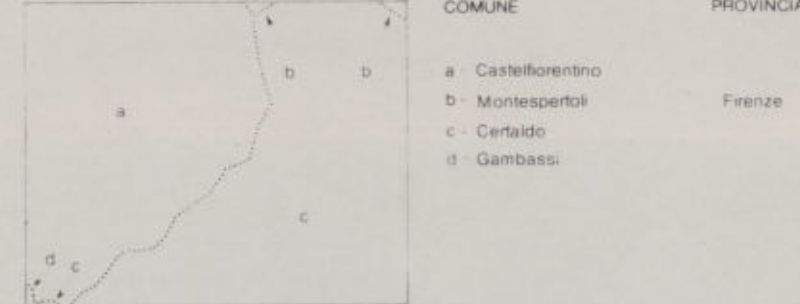 COMUNE PROVINCIA
a - Castelfiorentino
b - Montespertoli Firenze
c - Certaldo
d - Gambassi
b b
a
c
d c